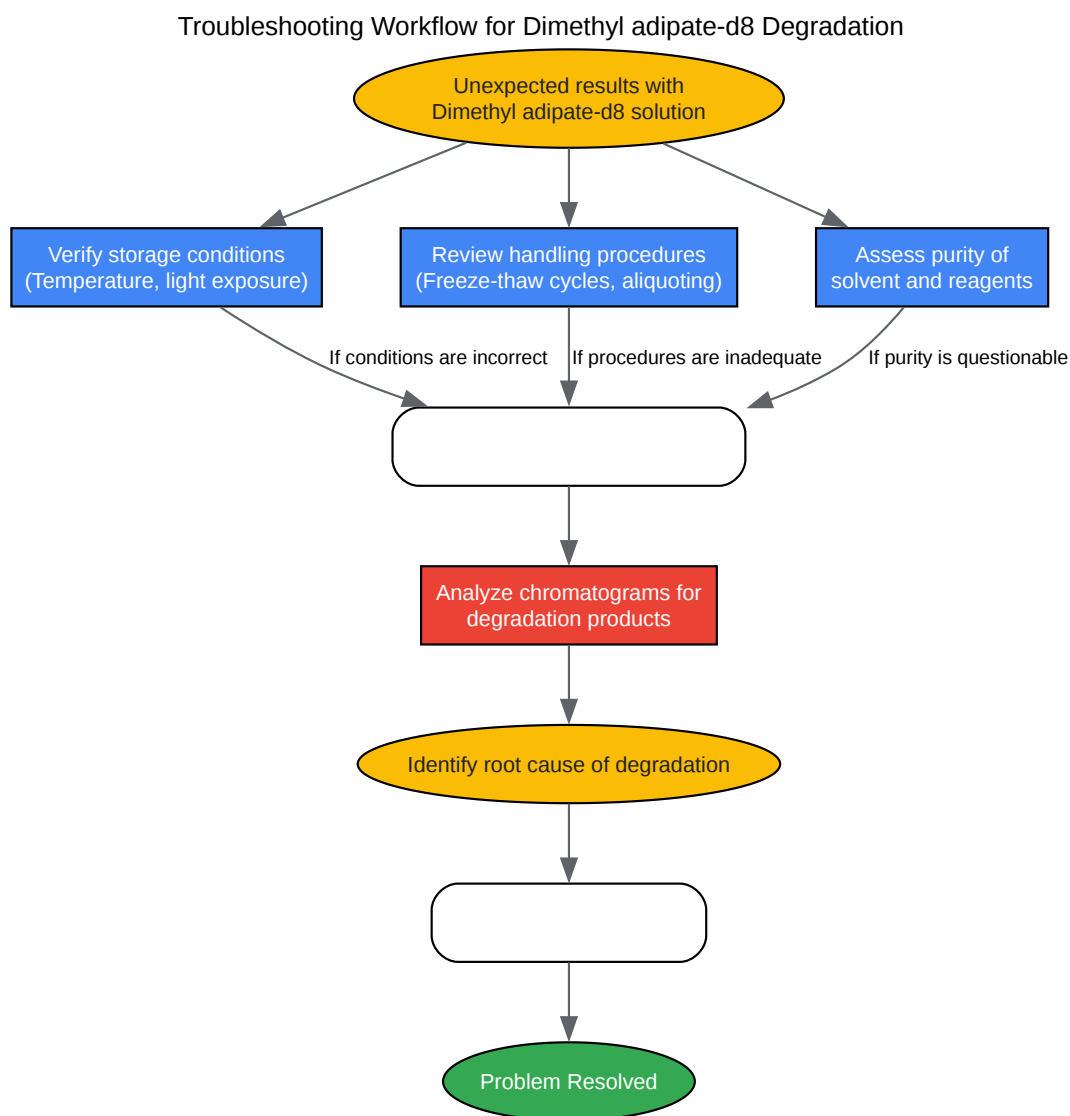 Troubleshooting Workflow for Dimethyl adipate-d8 Degradation
Unexpected results with
Dimethyl adipate-d8 solution
Verify storage conditions
(Temperature, light exposure)
Review handling procedures
(Freeze-thaw cycles, aliquoting)
Assess purity of
solvent and reagents
If conditions are incorrect
If procedures are inadequate
If purity is questionable
Analyze chromatograms for
degradation products
Identify root cause of degradation
Problem Resolved